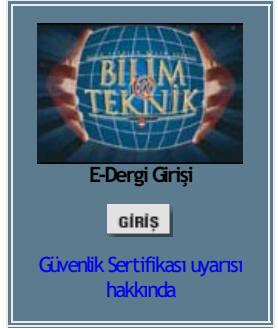 BİLİM
TEKNİK
E-Dergi Girişi
GİRİŞ
Güvenlik Sertifikası uyarısı
hakkında